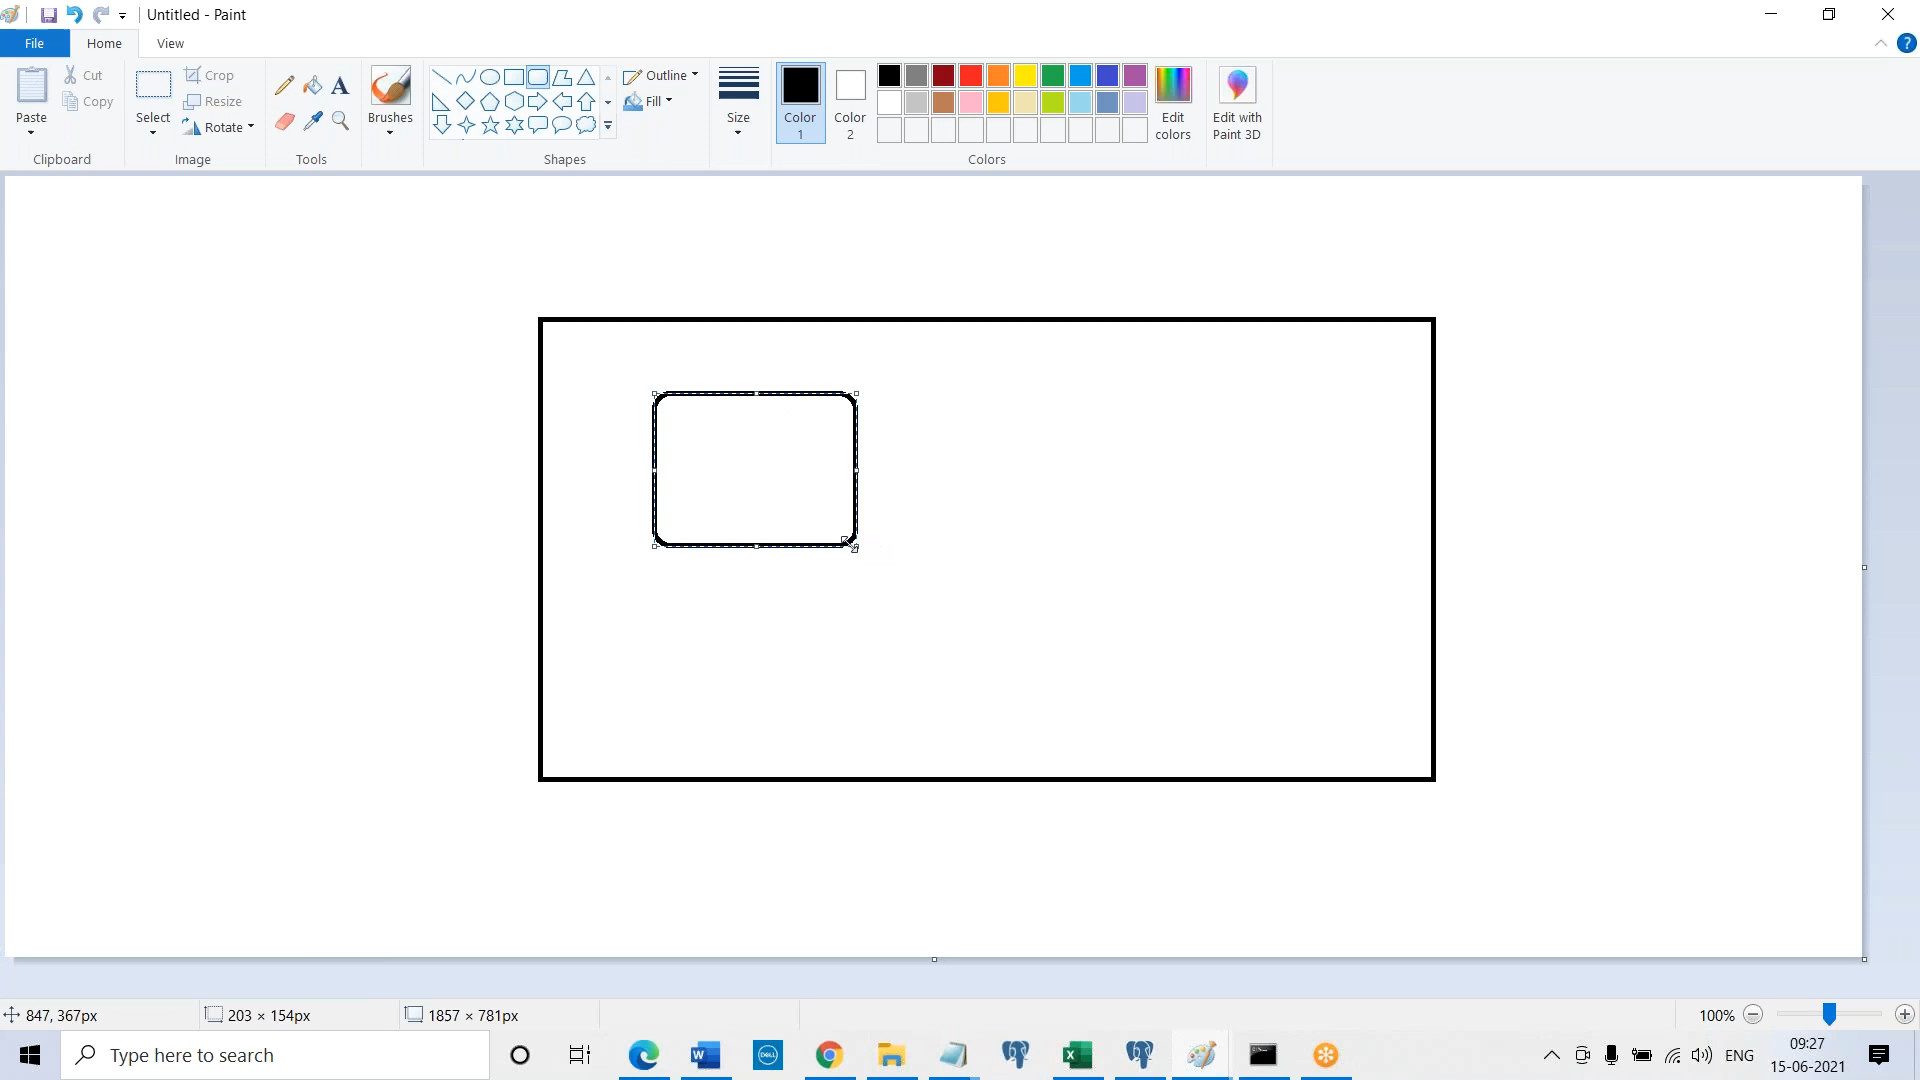 Untitled - Paint
File
Home
View
Paste
Cut
Copy
Clipboard
Select
Crop
Resize
Rotate
Image
A
Tools
Brushes
Outline
Fill
Shapes
Size
Color
1
Color
2
Edit
colors
Colors
Edit with
Paint 3D
?
847, 367px
203 × 154px
1857 × 781px
100%
Type here to search
W
DELL
X
ENG
09:27
15-06-2021